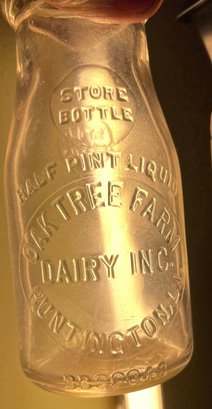 STORE
BOTTLE
HALF PINT LIQUID
OAK TREE FARM
DAIRY INC.
HUNTINGTON, L.I.